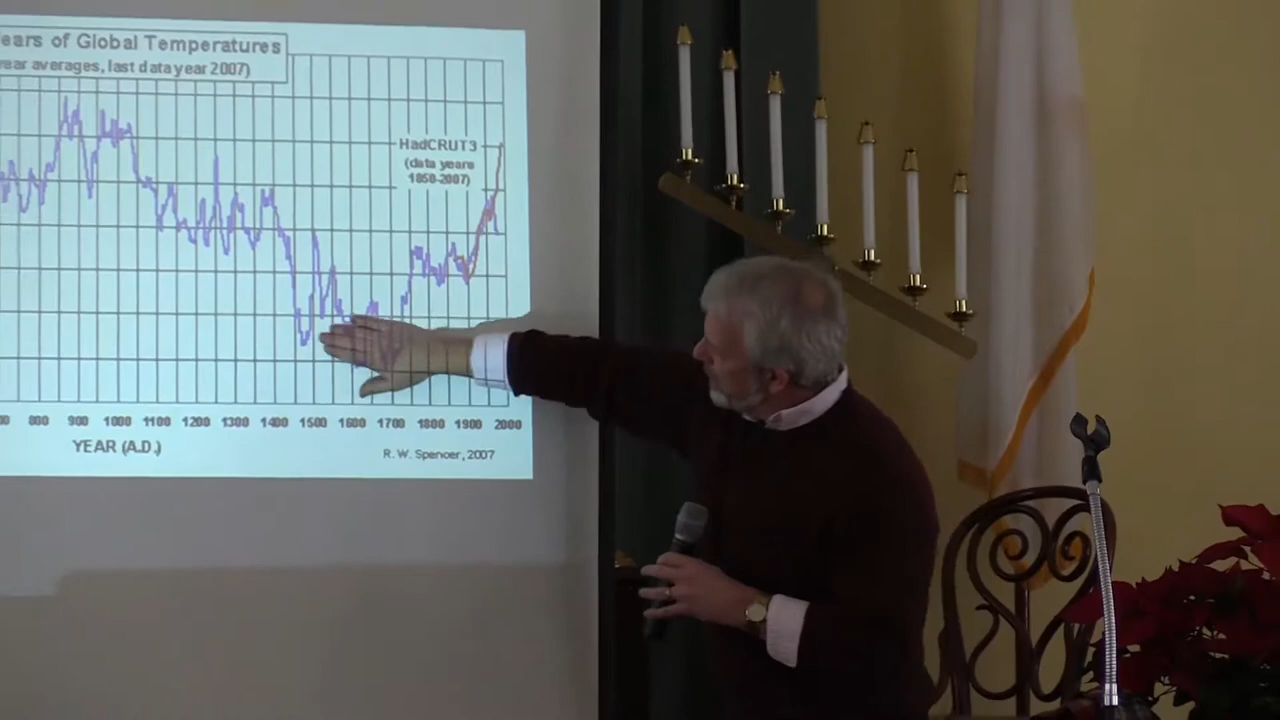 ears of Global Temperatures
ear averages, last data year 2007)
HadCRUT3
(data years
1850-2007)
800 900 1000 1100 1200 1300 1400 1500 1600 1700 1800 1900 2000
YEAR (A.D.)
R. W. Spencer, 2007